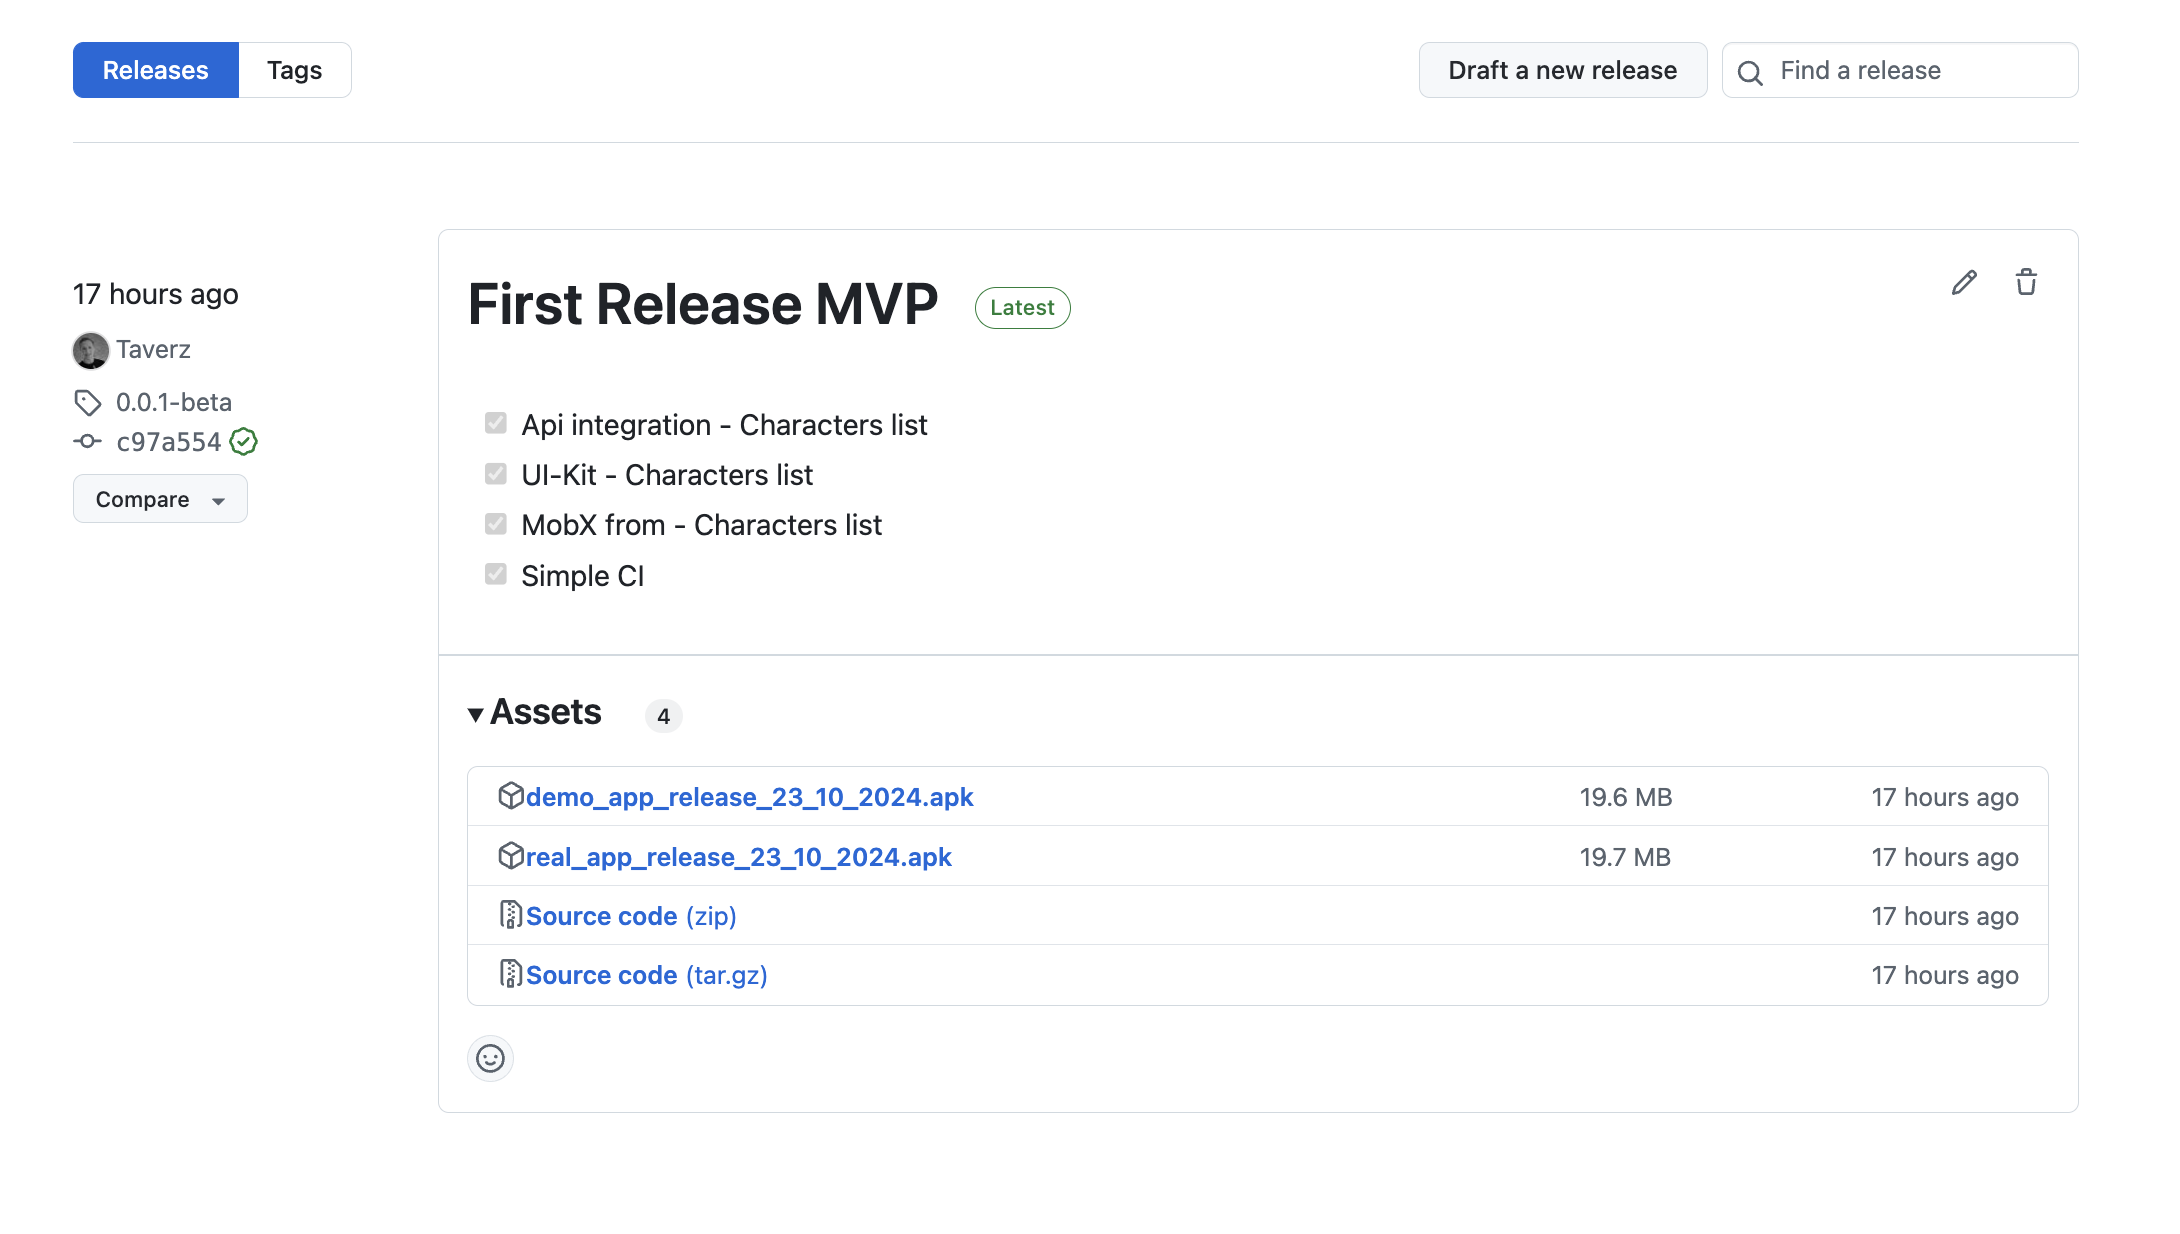 Releases
Tags
Draft a new release
Find a release
17 hours ago
Taverz
0.0.1-beta
c97a554
Compare
First Release MVP
Latest
Api integration - Characters list
UI-Kit - Characters list
MobX from - Characters list
Simple CI
Assets 4
demo_app_release_23_10_2024.apk 19.6 MB 17 hours ago
real_app_release_23_10_2024.apk 19.7 MB 17 hours ago
Source code (zip) 17 hours ago
Source code (tar.gz) 17 hours ago